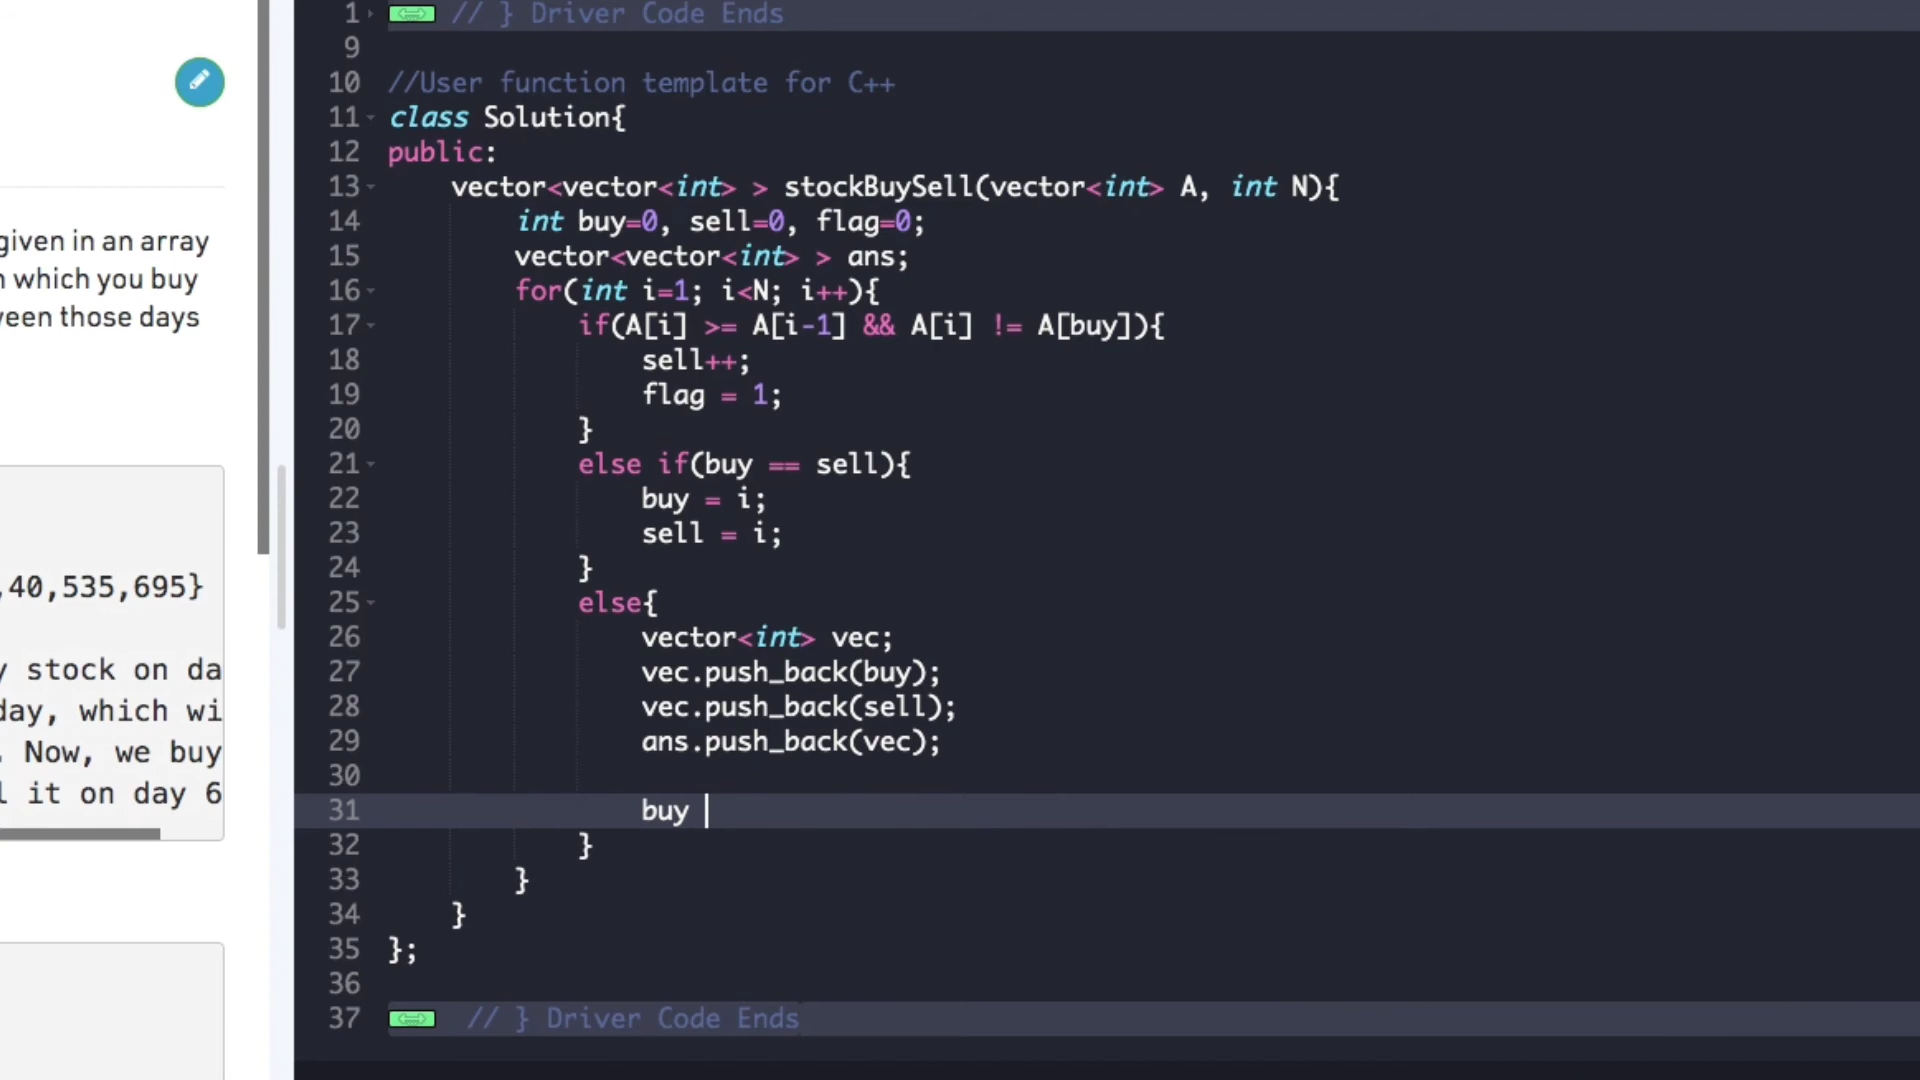 given in an array
which you buy
those days
,40,535,695}
stock on da
which wi
. Now, we buy
it on day 6
1 // } Driver Code Ends
9
10 //User function template for C++
11 class Solution{
12 public:
13 vector<vector<int> > stockBuySell(vector<int> A, int N){
14 int buy=0, sell=0, flag=0;
15 vector<vector<int> > ans;
16 for(int i=1; i<N; i++){
17 if(A[i] >= A[i-1] && A[i] != A[buy]){
18 sell++;
19 flag = 1;
20 }
21 else if(buy == sell){
22 buy = i;
23 sell = i;
24 }
25 else{
26 vector<int> vec;
27 vec.push_back(buy);
28 vec.push_back(sell);
29 ans.push_back(vec);
30
31 buy
32 }
33 }
34 }
35 };
36
37 // } Driver Code Ends